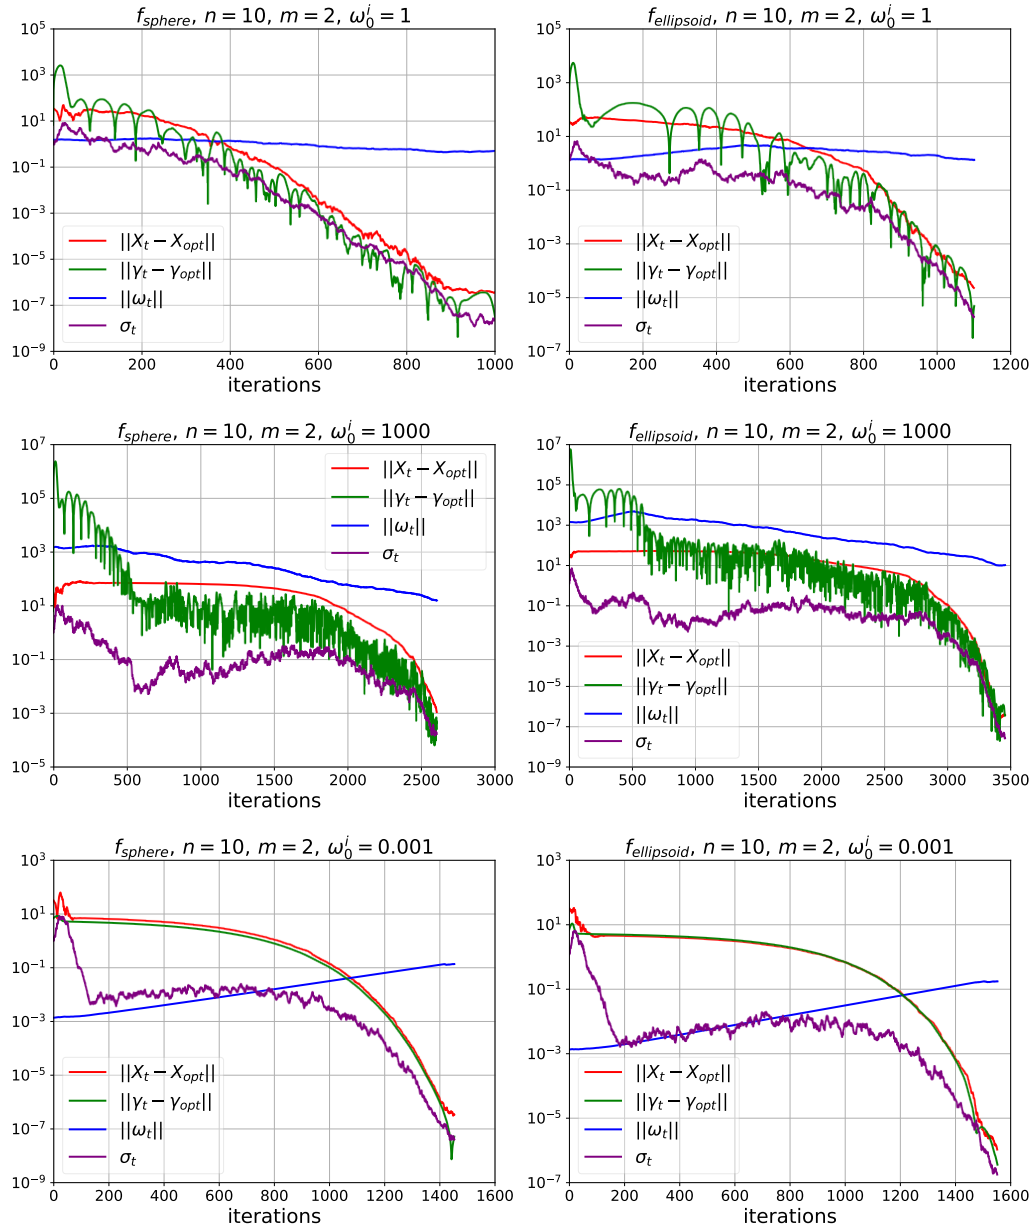 f_sphere, n = 10, m = 2, ω_0^i = 1
10^5
10^3
10^1
10^-1
10^-3
10^-5
10^-7
10^-9
||X_t − X_opt||
||γ_t − γ_opt||
||ω_t||
σ_t
0 200 400 600 800 1000
iterations
f_ellipsoid, n = 10, m = 2, ω_0^i = 1
10^5
10^3
10^1
10^-1
10^-3
10^-5
10^-7
||X_t − X_opt||
||γ_t − γ_opt||
||ω_t||
σ_t
0 200 400 600 800 1000 1200
iterations
f_sphere, n = 10, m = 2, ω_0^i = 1000
10^7
10^5
10^3
10^1
10^-1
10^-3
10^-5
||X_t − X_opt||
||γ_t − γ_opt||
||ω_t||
σ_t
0 500 1000 1500 2000 2500 3000
iterations
f_ellipsoid, n = 10, m = 2, ω_0^i = 1000
10^7
10^5
10^3
10^1
10^-1
10^-3
10^-5
10^-7
10^-9
||X_t − X_opt||
||γ_t − γ_opt||
||ω_t||
σ_t
0 500 1000 1500 2000 2500 3000 3500
iterations
f_sphere, n = 10, m = 2, ω_0^i = 0.001
10^3
10^1
10^-1
10^-3
10^-5
10^-7
10^-9
||X_t − X_opt||
||γ_t − γ_opt||
||ω_t||
σ_t
0 200 400 600 800 1000 1200 1400 1600
iterations
f_ellipsoid, n = 10, m = 2, ω_0^i = 0.001
10^3
10^1
10^-1
10^-3
10^-5
10^-7
||X_t − X_opt||
||γ_t − γ_opt||
||ω_t||
σ_t
0 200 400 600 800 1000 1200 1400 1600
iterations